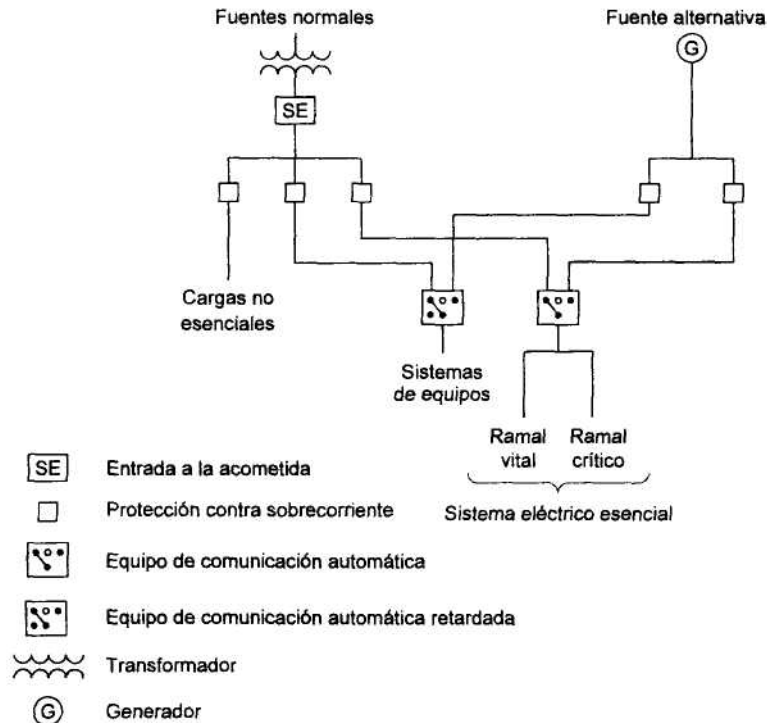 Fuentes normales
Fuente alternativa
G
SE
Cargas no
esenciales
Sistemas
de equipos
Ramal
vital
Ramal
crítico
Sistema eléctrico esencial
SE Entrada a la acometida
Protección contra sobrecorriente
Equipo de comunicación automática
Equipo de comunicación automática retardada
Transformador
G Generador